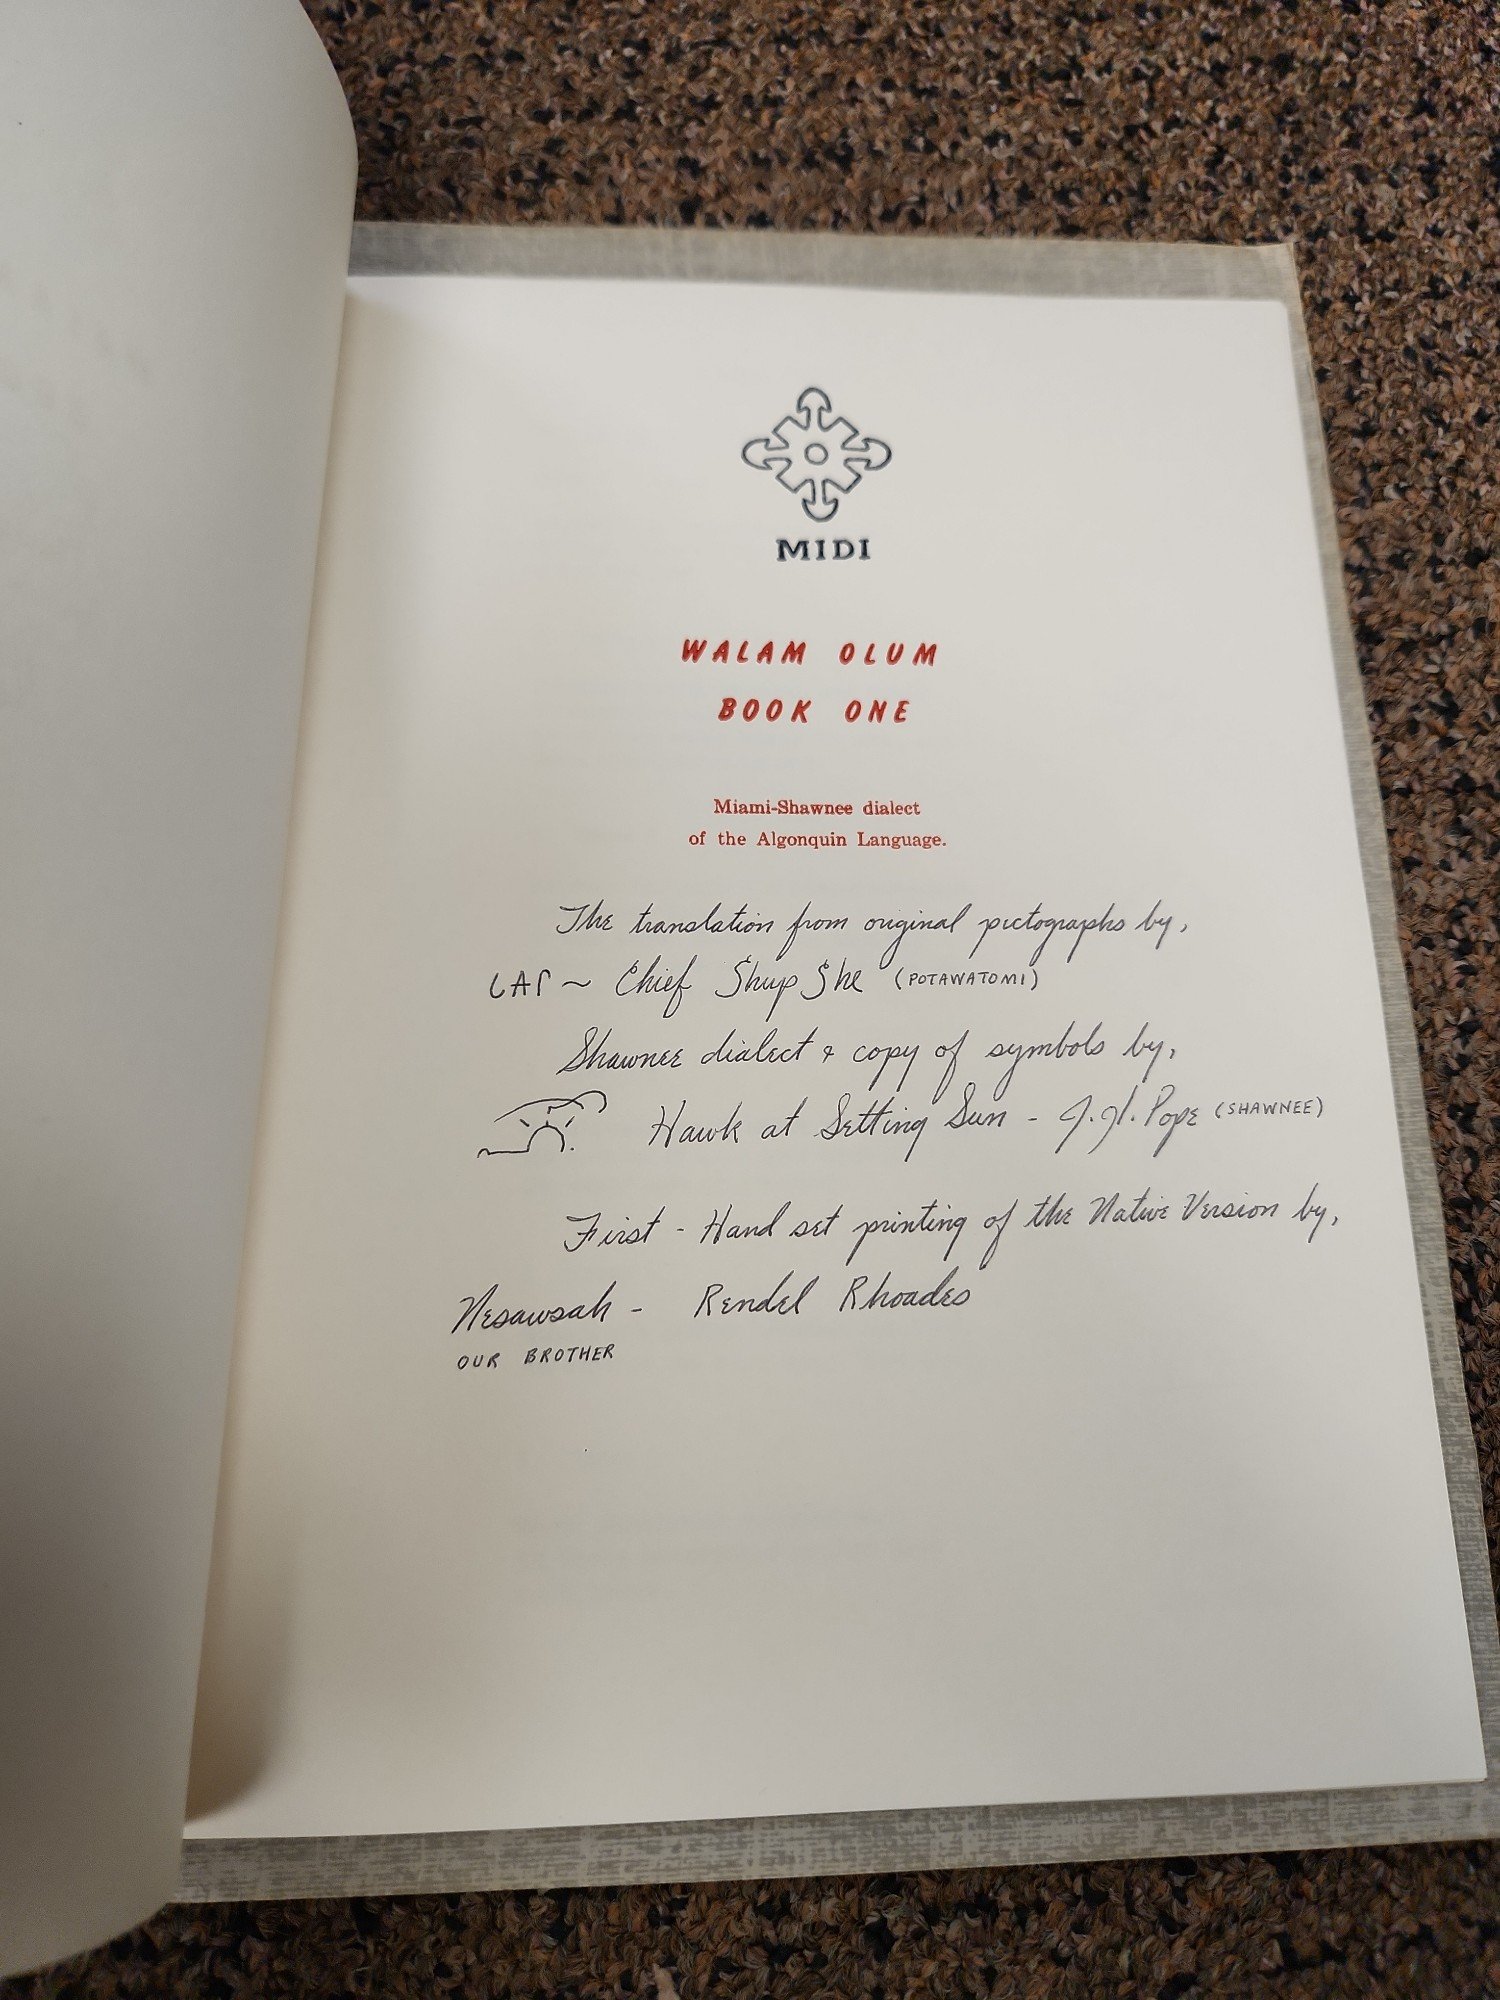 MIDI
WALAM OLUM
BOOK ONE
Miami-Shawnee dialect
of the Algonquin Language.
The translation from original pictographs by,
~ Chief Shup She (POTAWATOMI)
Shawnee dialect & copy of symbols by,
Hawk at Setting Sun - J.H. Pope (SHAWNEE)
First - Hand set printing of the Native Version by,
Nesawsah - Rendel Rhoades
OUR BROTHER